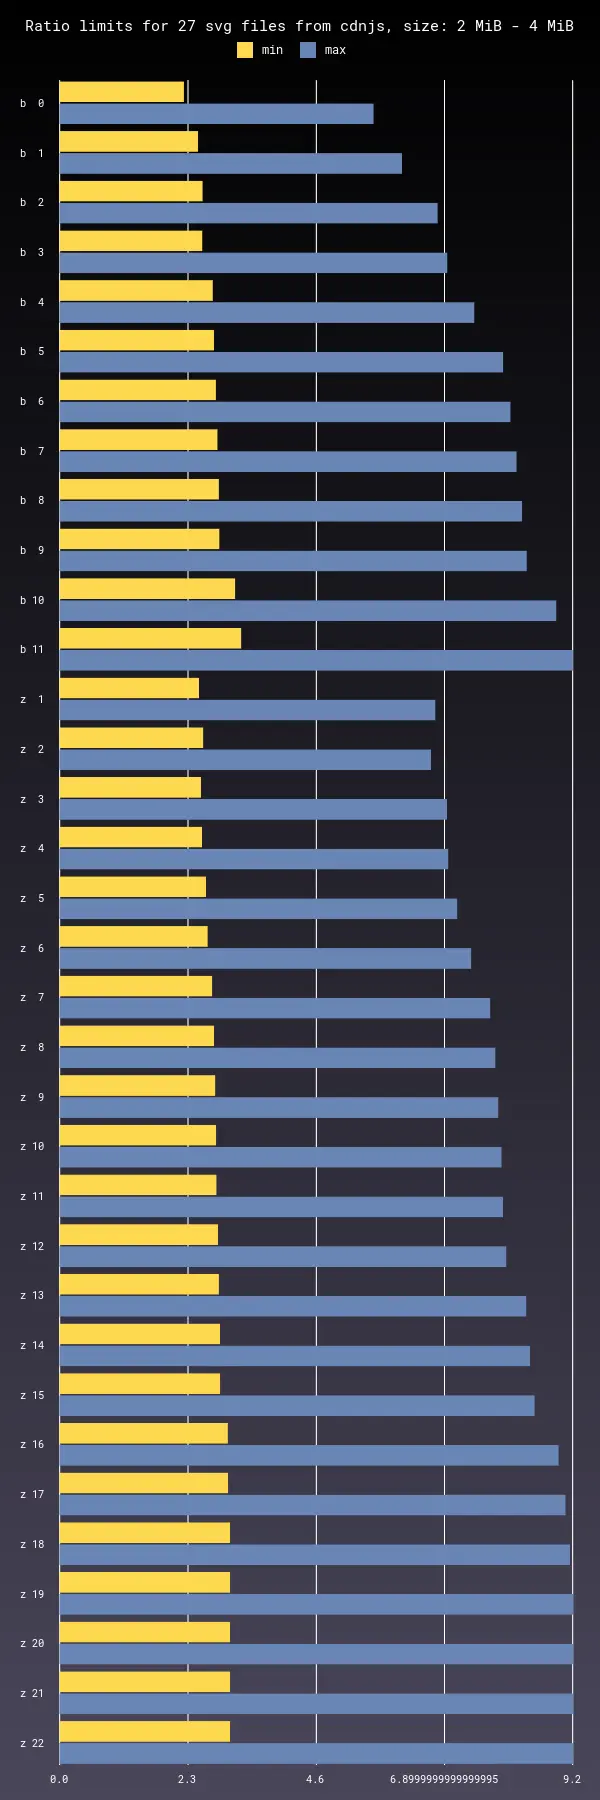 Ratio limits for 27 svg files from cdnjs, size: 2 MiB - 4 MiB
min max
b 0
b 1
b 2
b 3
b 4
b 5
b 6
b 7
b 8
b 9
b 10
b 11
z 1
z 2
z 3
z 4
z 5
z 6
z 7
z 8
z 9
z 10
z 11
z 12
z 13
z 14
z 15
z 16
z 17
z 18
z 19
z 20
z 21
z 22
0.0 2.3 4.6 6.8999999999999995 9.2